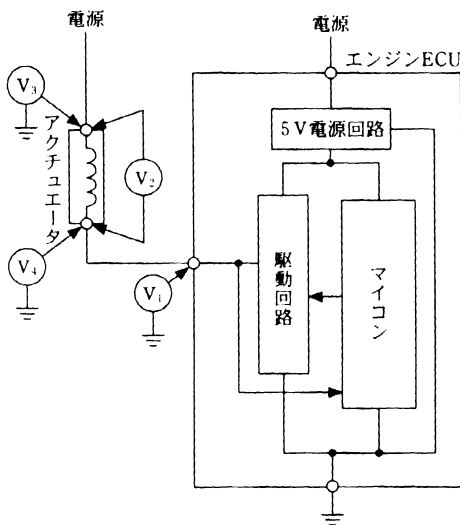 電源
電源
エンジンECU
V₃
5V電源回路
アクチュエータ
V₂
V₄
V₁
駆動回路
マイコン